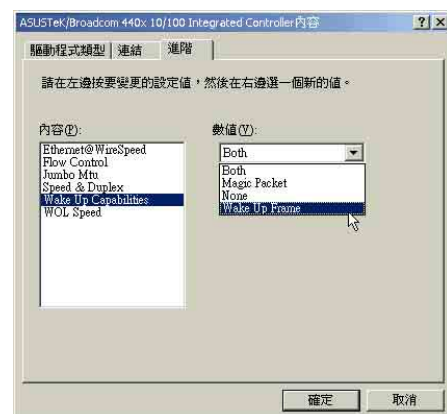 ASUSTeK/Broadcom 440x 10/100 Integrated Controller內容
驅動程式類型 連結 進階
請在左邊按要變更的設定值，然後在右邊選一個新的值。
內容(P):
Ethernet@WireSpeed
Flow Control
Jumbo Mtu
Speed & Duplex
Wake Up Capabilities
WOL Speed
數值(V):
Both
Both
Magic Packet
None
Wake Up Frame
確定 取消